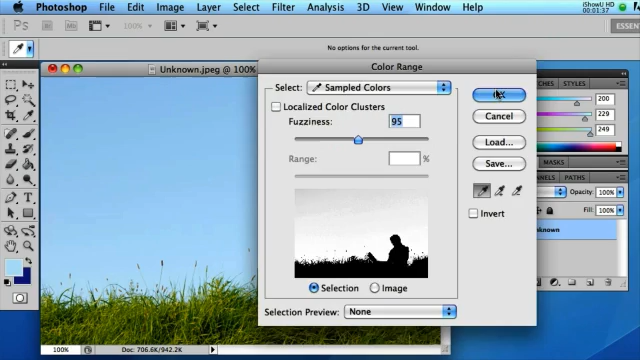 Photoshop File Edit Image Layer Select Filter Analysis 3D View Window Help
iShowU HD
00:01:37
Ps Br 100% ESSEN
No options for the current tool.
Unknown.jpeg @ 100%
Color Range
Select: Sampled Colors
Localized Color Clusters
Fuzziness: 95
Range: %
Selection Image
Selection Preview: None
OK
Cancel
Load...
Save...
Invert
STYLES
200
229
249
MASKS
PATHS
Opacity: 100%
Fill: 100%
100% Doc: 706.6K/942.2K